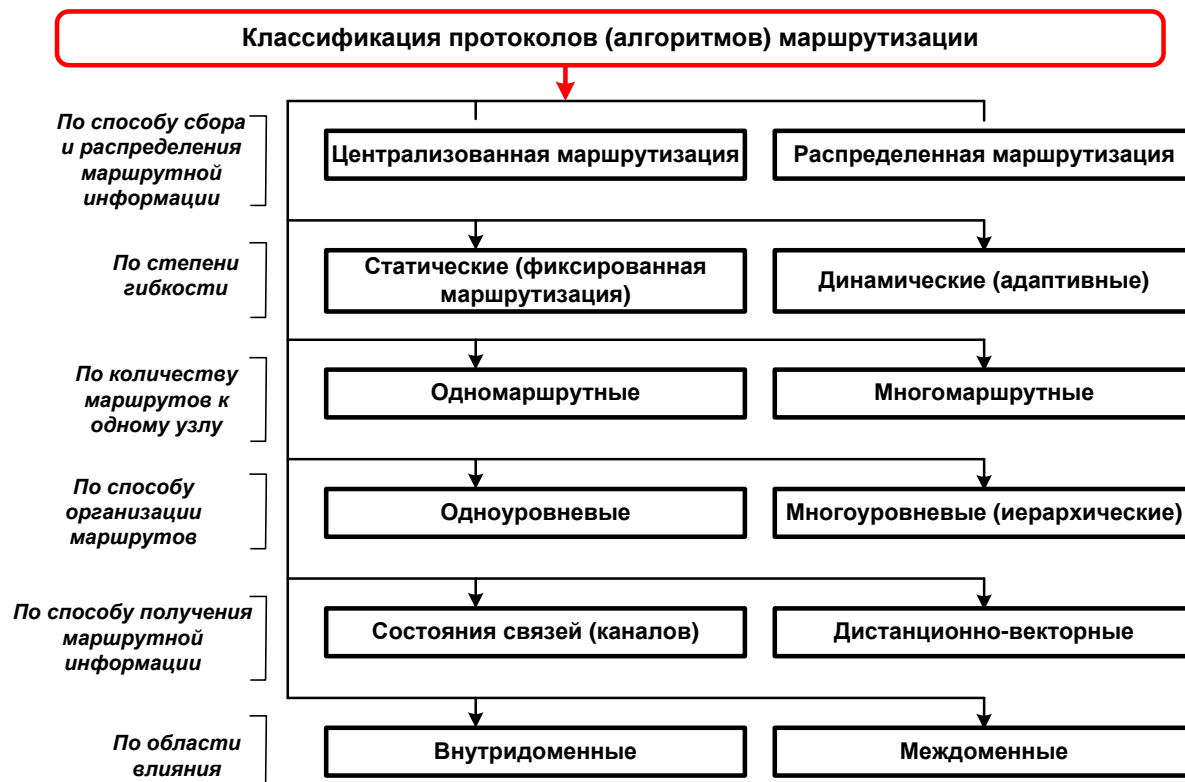 Классификация протоколов (алгоритмов) маршрутизации
По способу сбора
и распределения
маршрутной
информации
Централизованная маршрутизация
Распределенная маршрутизация
По степени
гибкости
Статические (фиксированная
маршрутизация)
Динамические (адаптивные)
По количеству
маршрутов к
одному узлу
Одномаршрутные
Многомаршрутные
По способу
организации
маршрутов
Одноуровневые
Многоуровневые (иерархические)
По способу получения
маршрутной
информации
Состояния связей (каналов)
Дистанционно-векторные
По области
влияния
Внутридоменные
Междоменные